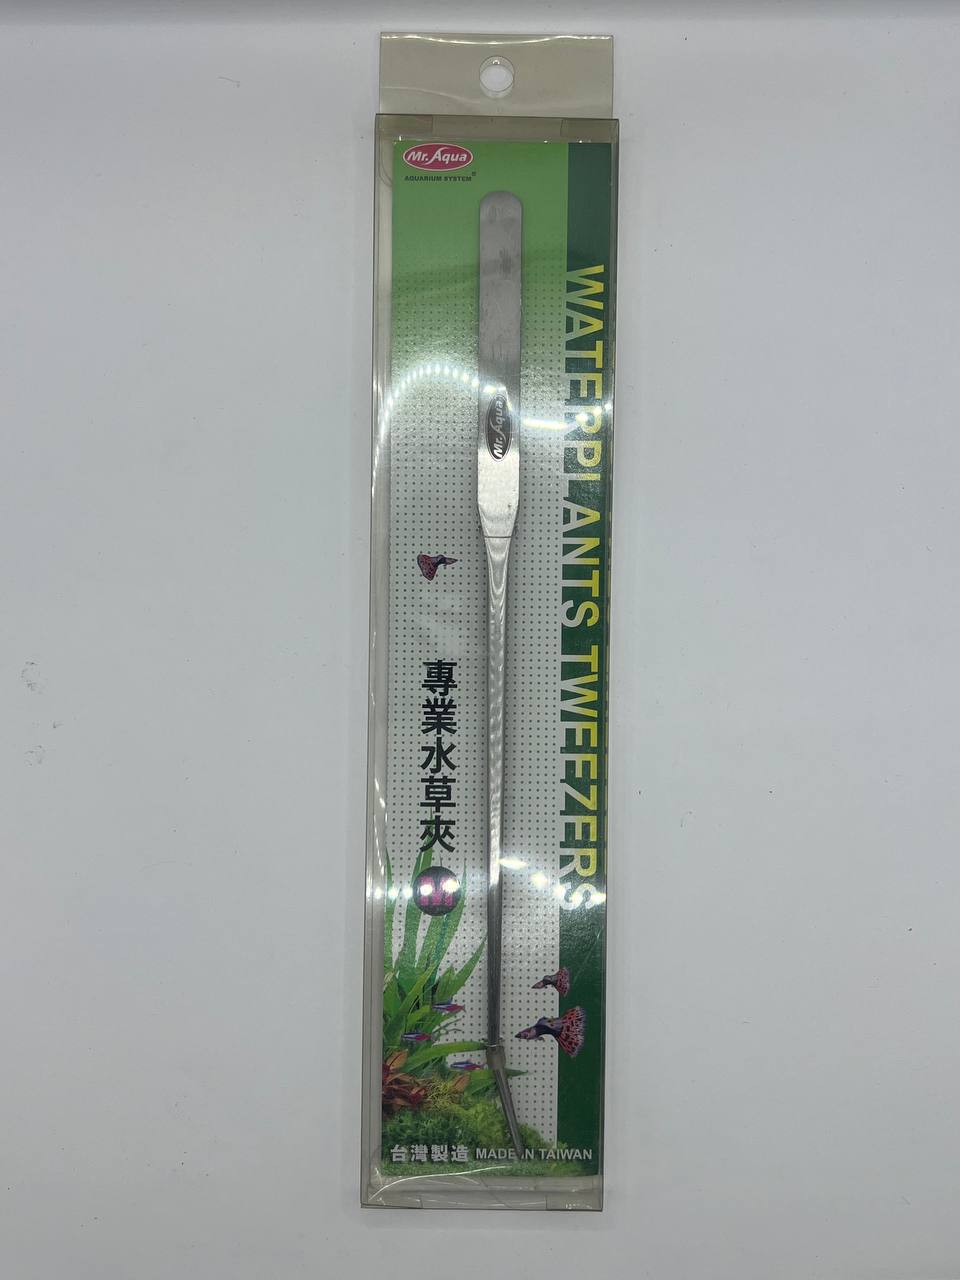 Mr.Aqua
AQUARIUM SYSTEM®
WATERPLANTS TWEEZERS
專業水草夾
M
台灣製造 MADE IN TAIWAN